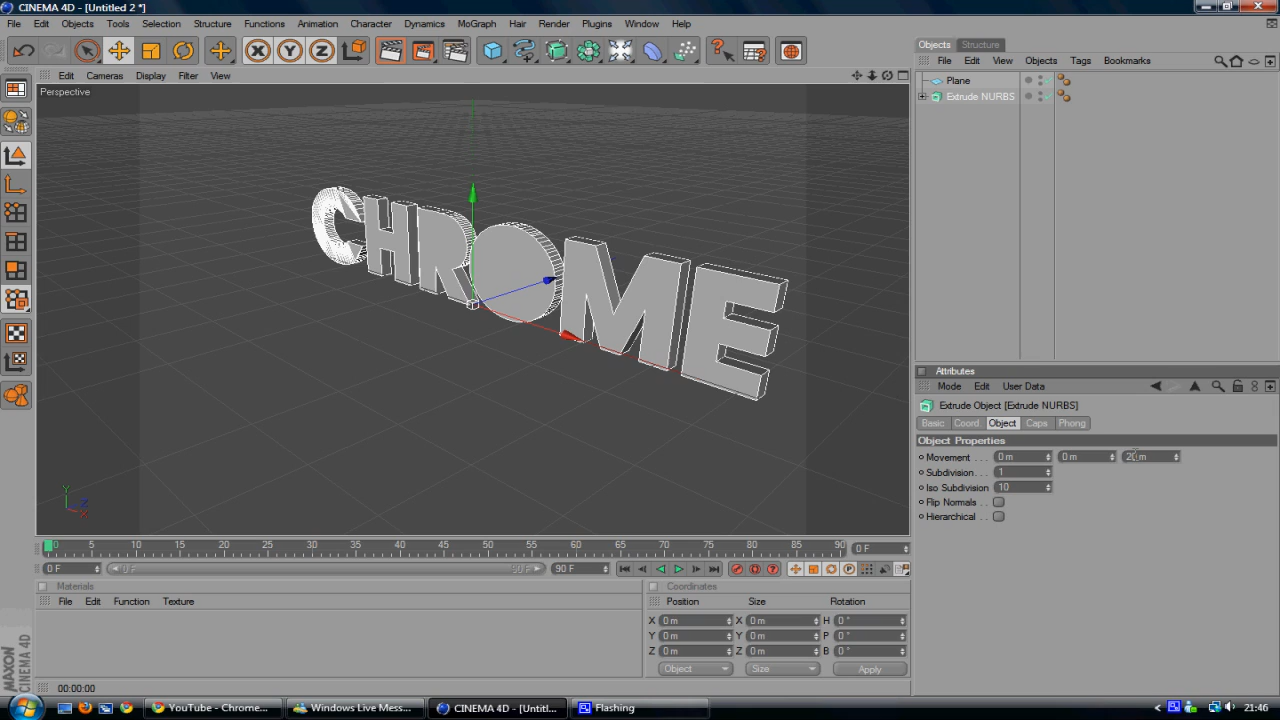 CINEMA 4D - [Untitled 2 *]
File Edit Objects Tools Selection Structure Functions Animation Character Dynamics MoGraph Hair Render Plugins Window Help
X Y Z
Edit Cameras Display Filter View
Perspective
CHROME
Y Z X
0 5 10 15 20 25 30 35 40 45 50 55 60 65 70 75 80 85 90 0 F
0 F 0 F 90 F 90 F
Materials
File Edit Function Texture
Coordinates
Position Size Rotation
X 0 m X 0 m H 0 °
Y 0 m Y 0 m P 0 °
Z 0 m Z 0 m B 0 °
Object Size Apply
MAXON CINEMA 4D
00:00:00
Objects Structure
File Edit View Objects Tags Bookmarks
Plane
Extrude NURBS
Attributes
Mode Edit User Data
Extrude Object [Extrude NURBS]
Basic Coord. Object Caps Phong
Object Properties
Movement . . . 0 m 0 m 20 m
Subdivision . . 1
Iso Subdivision 10
Flip Normals . .
Hierarchical . . .
YouTube - Chrome... Windows Live Mess... CINEMA 4D - [Untitl... Flashing 21:46